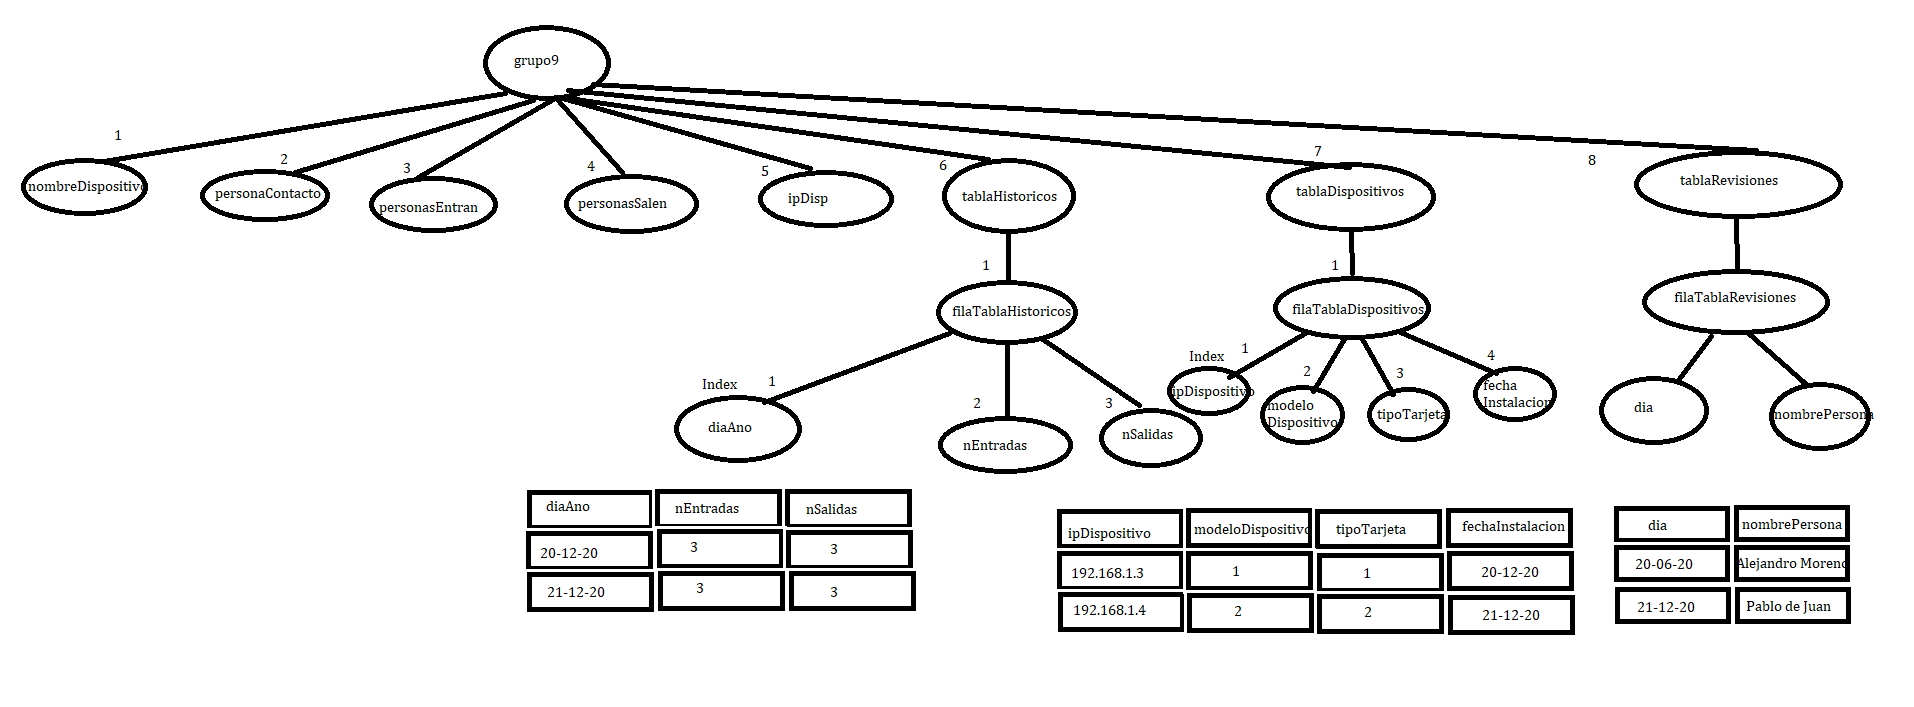 grupo9
1
2
3
4
5
6
7
8
nombreDispositivo
personaContacto
personasEntran
personasSalen
ipDisp
tablaHistoricos
tablaDispositivos
tablaRevisiones
1
1
filaTablaHistoricos
filaTablaDispositivos
filaTablaRevisiones
Index
1
2
3
diaAno
nEntradas
nSalidas
Index
1
2
3
4
ipDispositivo
modelo
Dispositivo
tipoTarjeta
fecha
Instalacion
dia
nombrePersona
diaAno nEntradas nSalidas
20-12-20 3 3
21-12-20 3 3
ipDispositivo modeloDispositivo tipoTarjeta fechaInstalacion
192.168.1.3 1 1 20-12-20
192.168.1.4 2 2 21-12-20
dia nombrePersona
20-06-20 Alejandro Moreno
21-12-20 Pablo de Juan